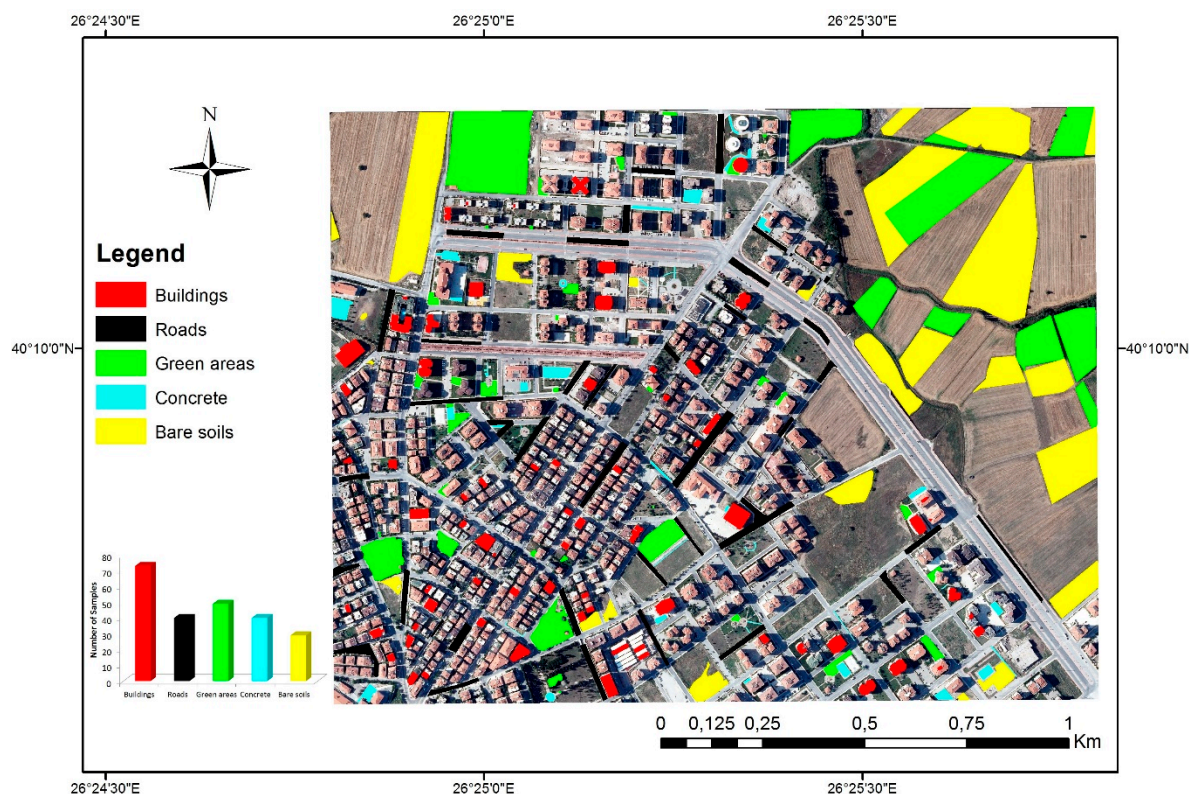 26°24'30"E 26°25'0"E 26°25'30"E
N
Legend
Buildings
Roads
Green areas
Concrete
Bare soils
40°10'0"N 40°10'0"N
Number of Samples
80
70
60
50
40
30
20
10
0
Buildings Roads Green areas Concrete Bare soils
0 0,125 0,25 0,5 0,75 1
Km
26°24'30"E 26°25'0"E 26°25'30"E